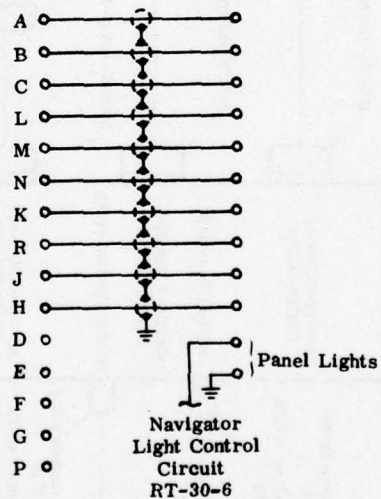 A
B
C
L
M
N
K
R
J
H
D
E
Panel Lights
F
G
P
Navigator
Light Control
Circuit
RT-30-6